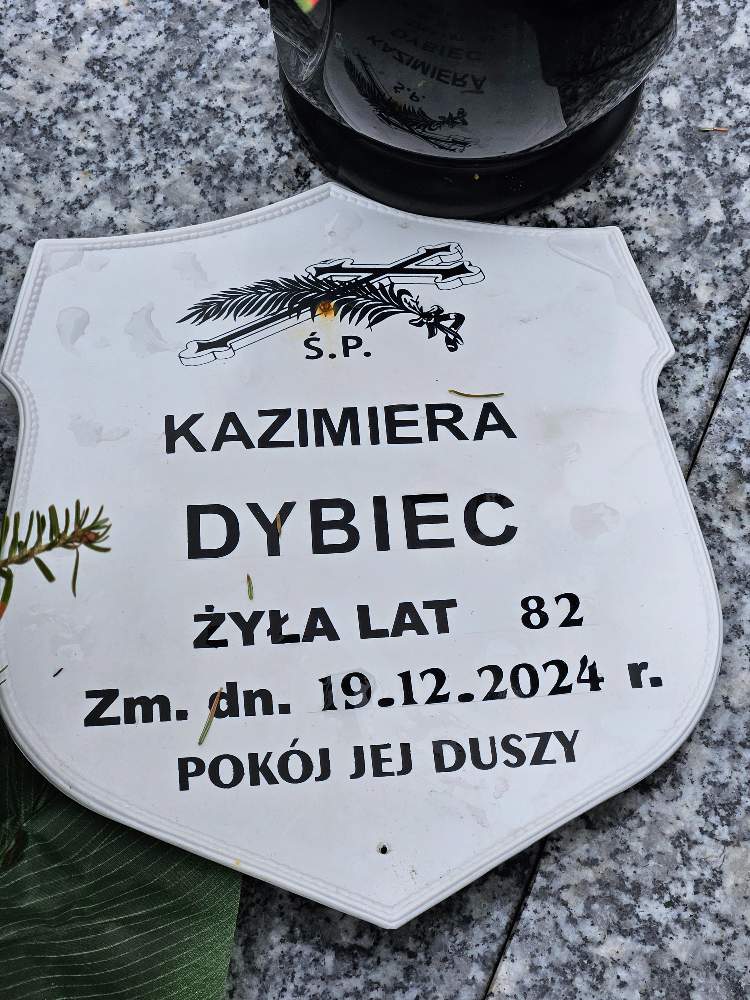 Ś.P.
KAZIMIERA
DYBIEC
ŻYŁA LAT 82
Zm. dn. 19.12.2024 r.
POKÓJ JEJ DUSZY